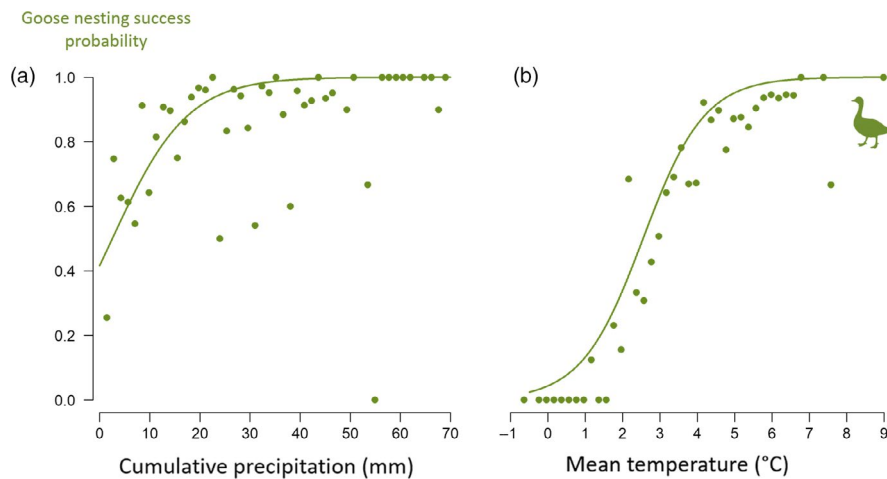 Goose nesting success
probability
(a)
1.0
0.8
0.6
0.4
0.2
0.0
0 10 20 30 40 50 60 70
Cumulative precipitation (mm)
(b)
−1 0 1 2 3 4 5 6 7 8 9
Mean temperature (°C)